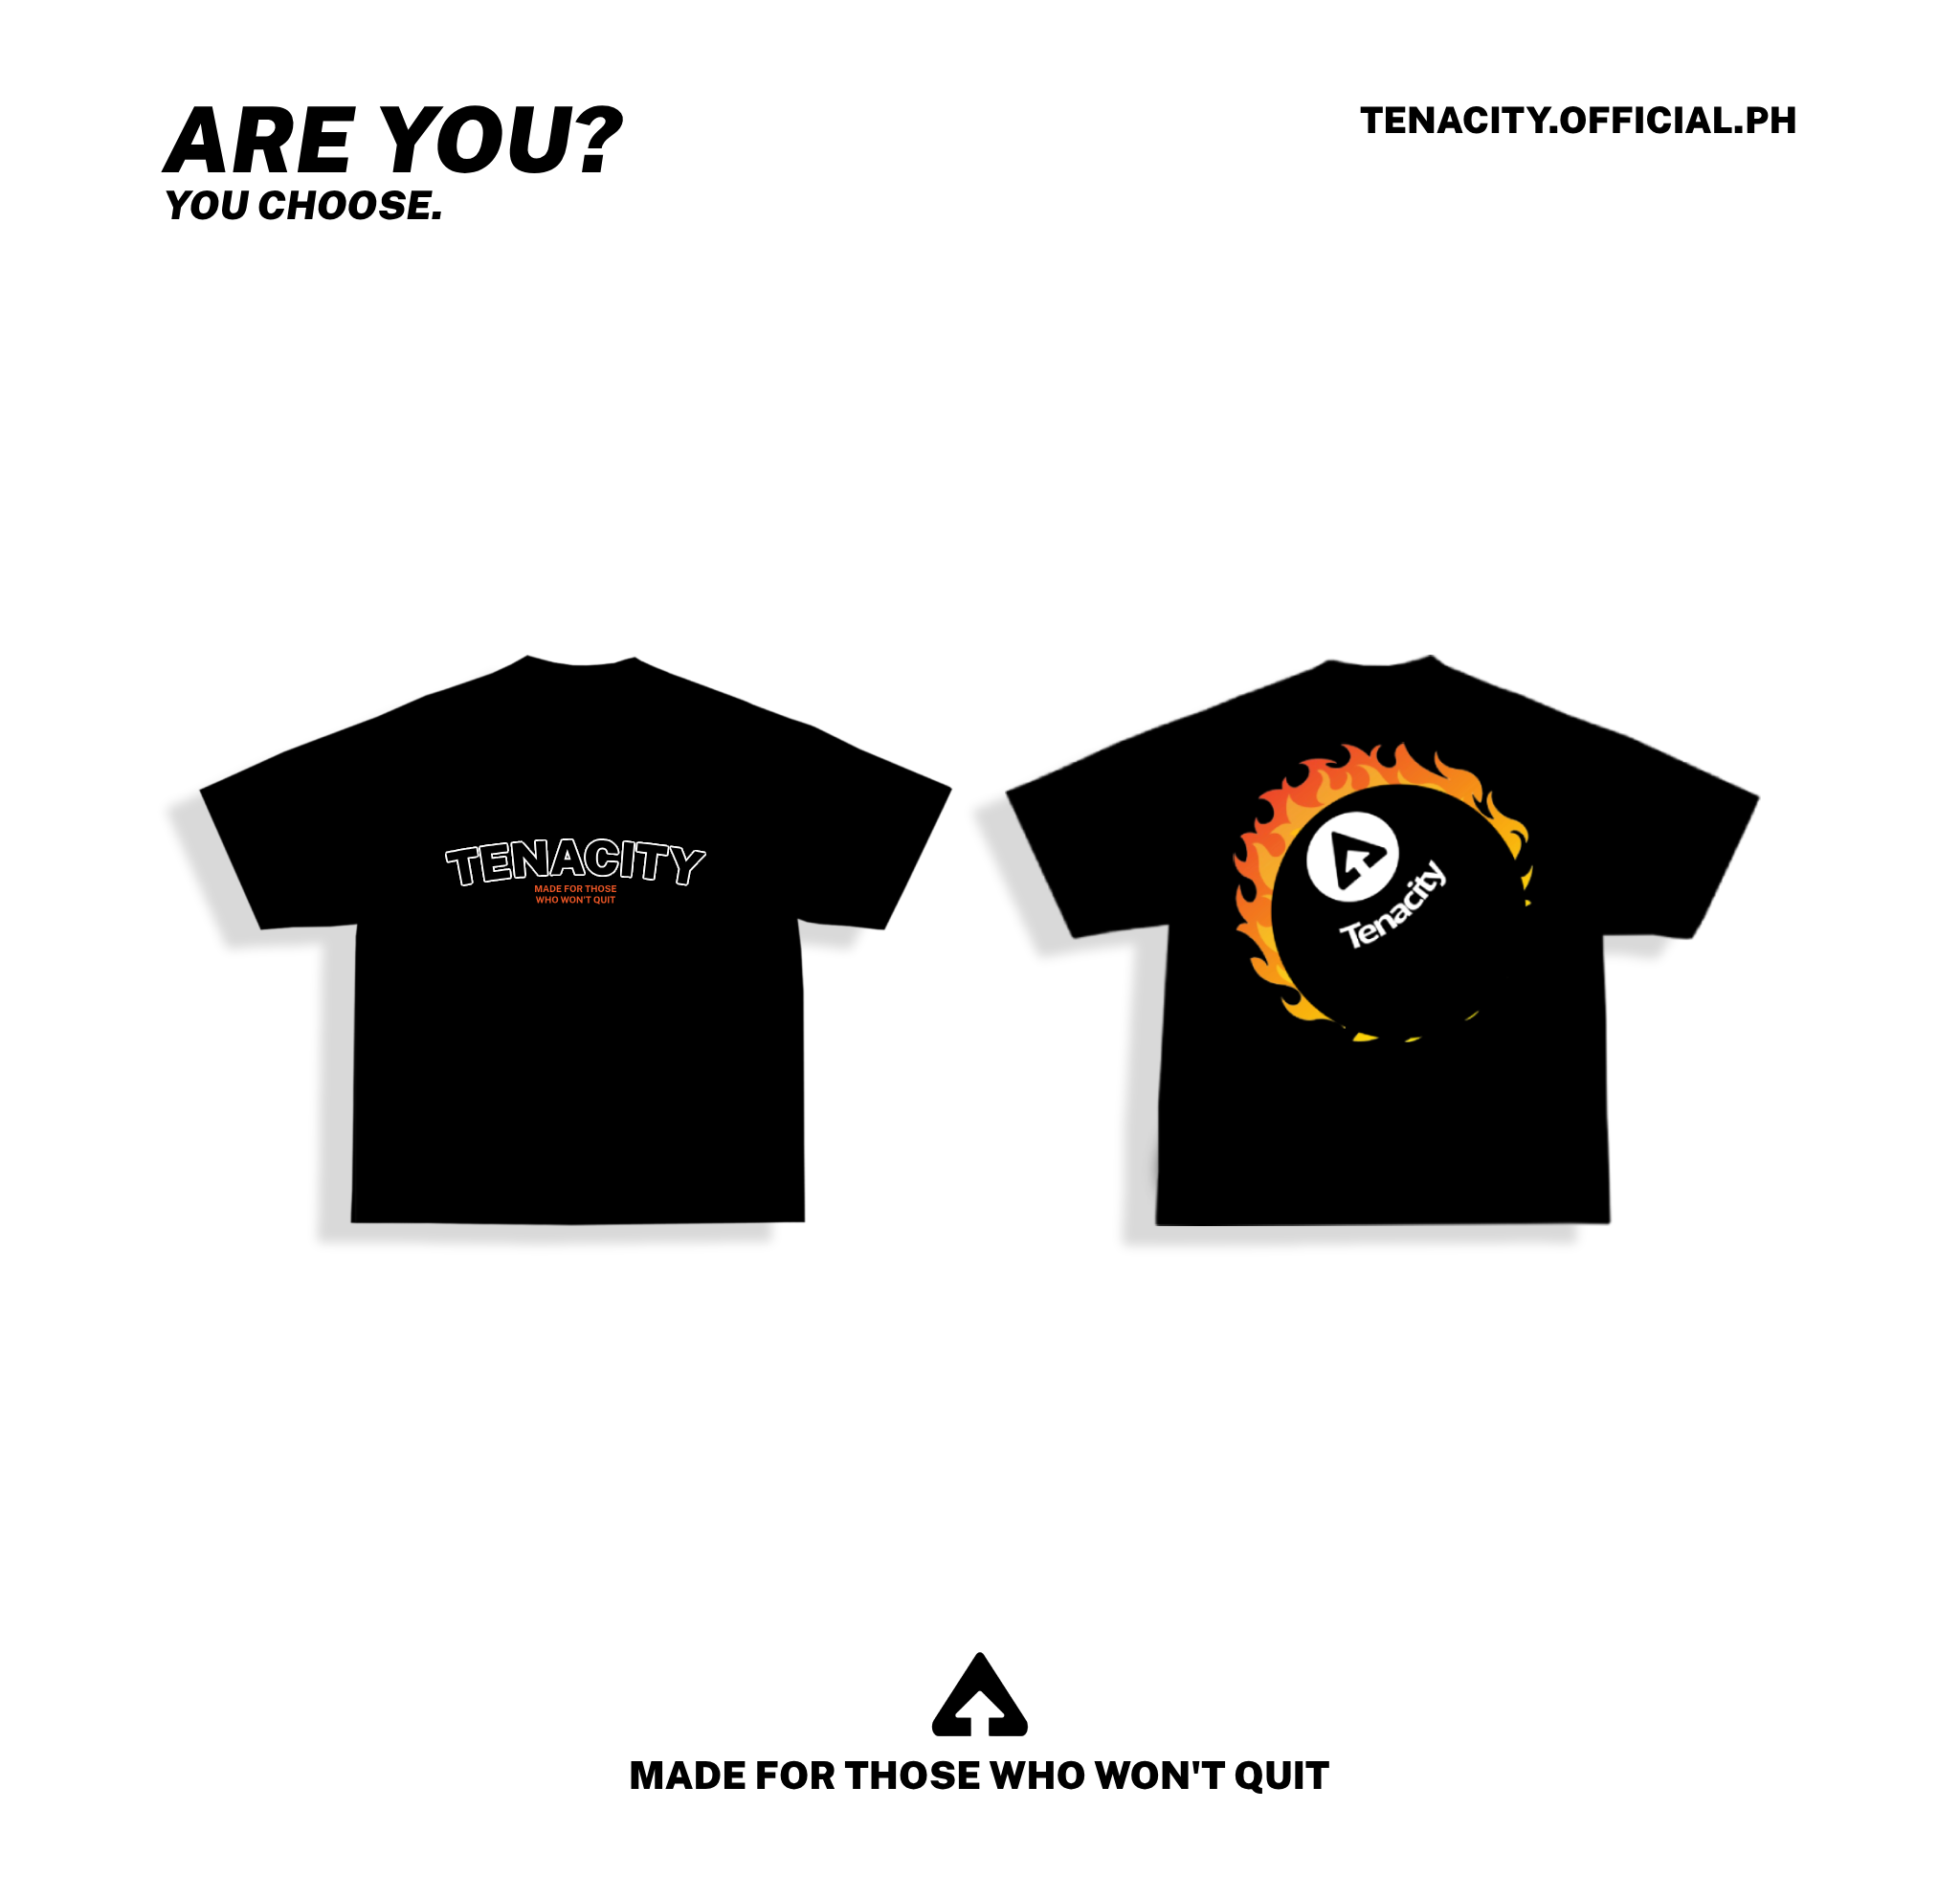 ARE YOU?
YOU CHOOSE.
TENACITY.OFFICIAL.PH
TENACITY
MADE FOR THOSE
WHO WON'T QUIT
Tenacity
MADE FOR THOSE WHO WON'T QUIT